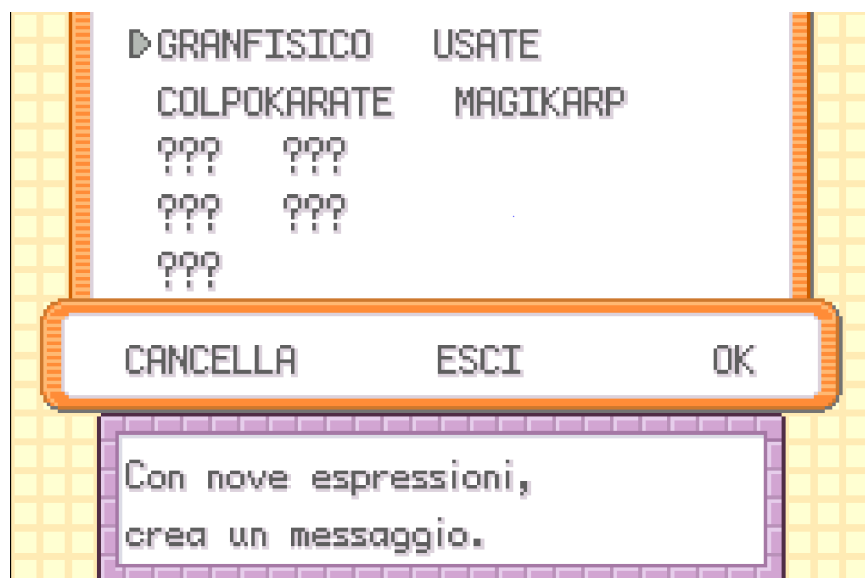 GRANFISICO USATE
COLPOKARATE MAGIKARP
??? ???
??? ???
???
CANCELLA ESCI OK
Con nove espressioni,
crea un messaggio.